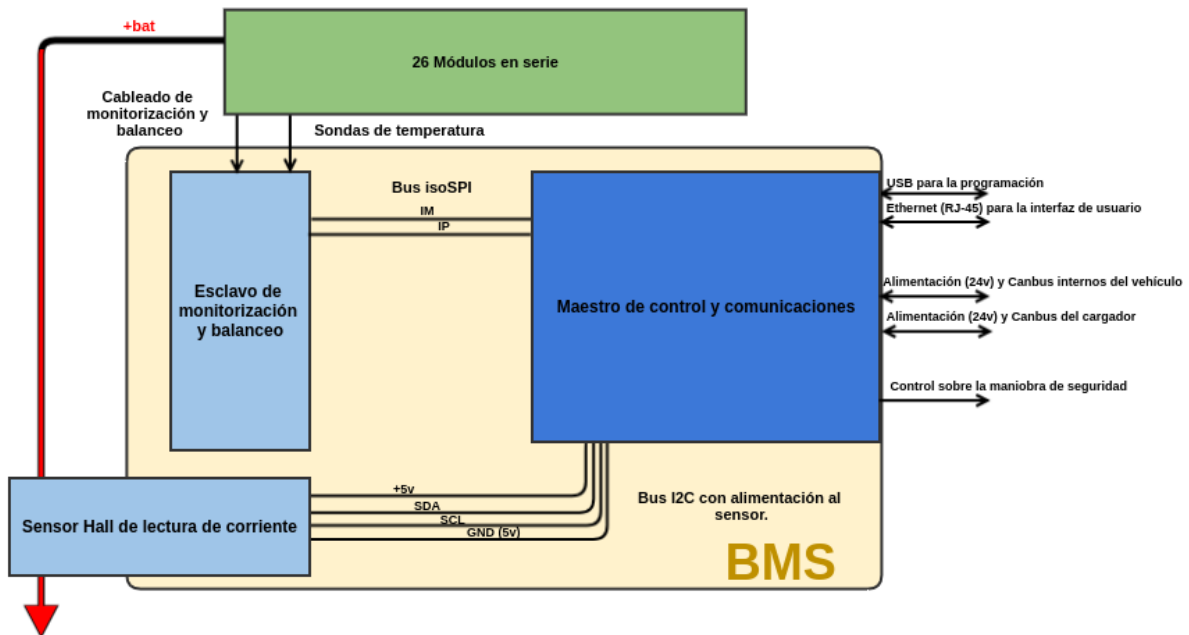 +bat
26 Módulos en serie
Cableado de
monitorización y
balanceo
Sondas de temperatura
Bus isoSPI
IM
IP
USB para la programación
Ethernet (RJ-45) para la interfaz de usuario
Esclavo de
monitorización
y balanceo
Maestro de control y comunicaciones
Alimentación (24v) y Canbus internos del vehículo
Alimentación (24v) y Canbus del cargador
Control sobre la maniobra de seguridad
+5v
SDA
SCL
GND (5v)
Sensor Hall de lectura de corriente
Bus I2C con alimentación al
sensor.
BMS